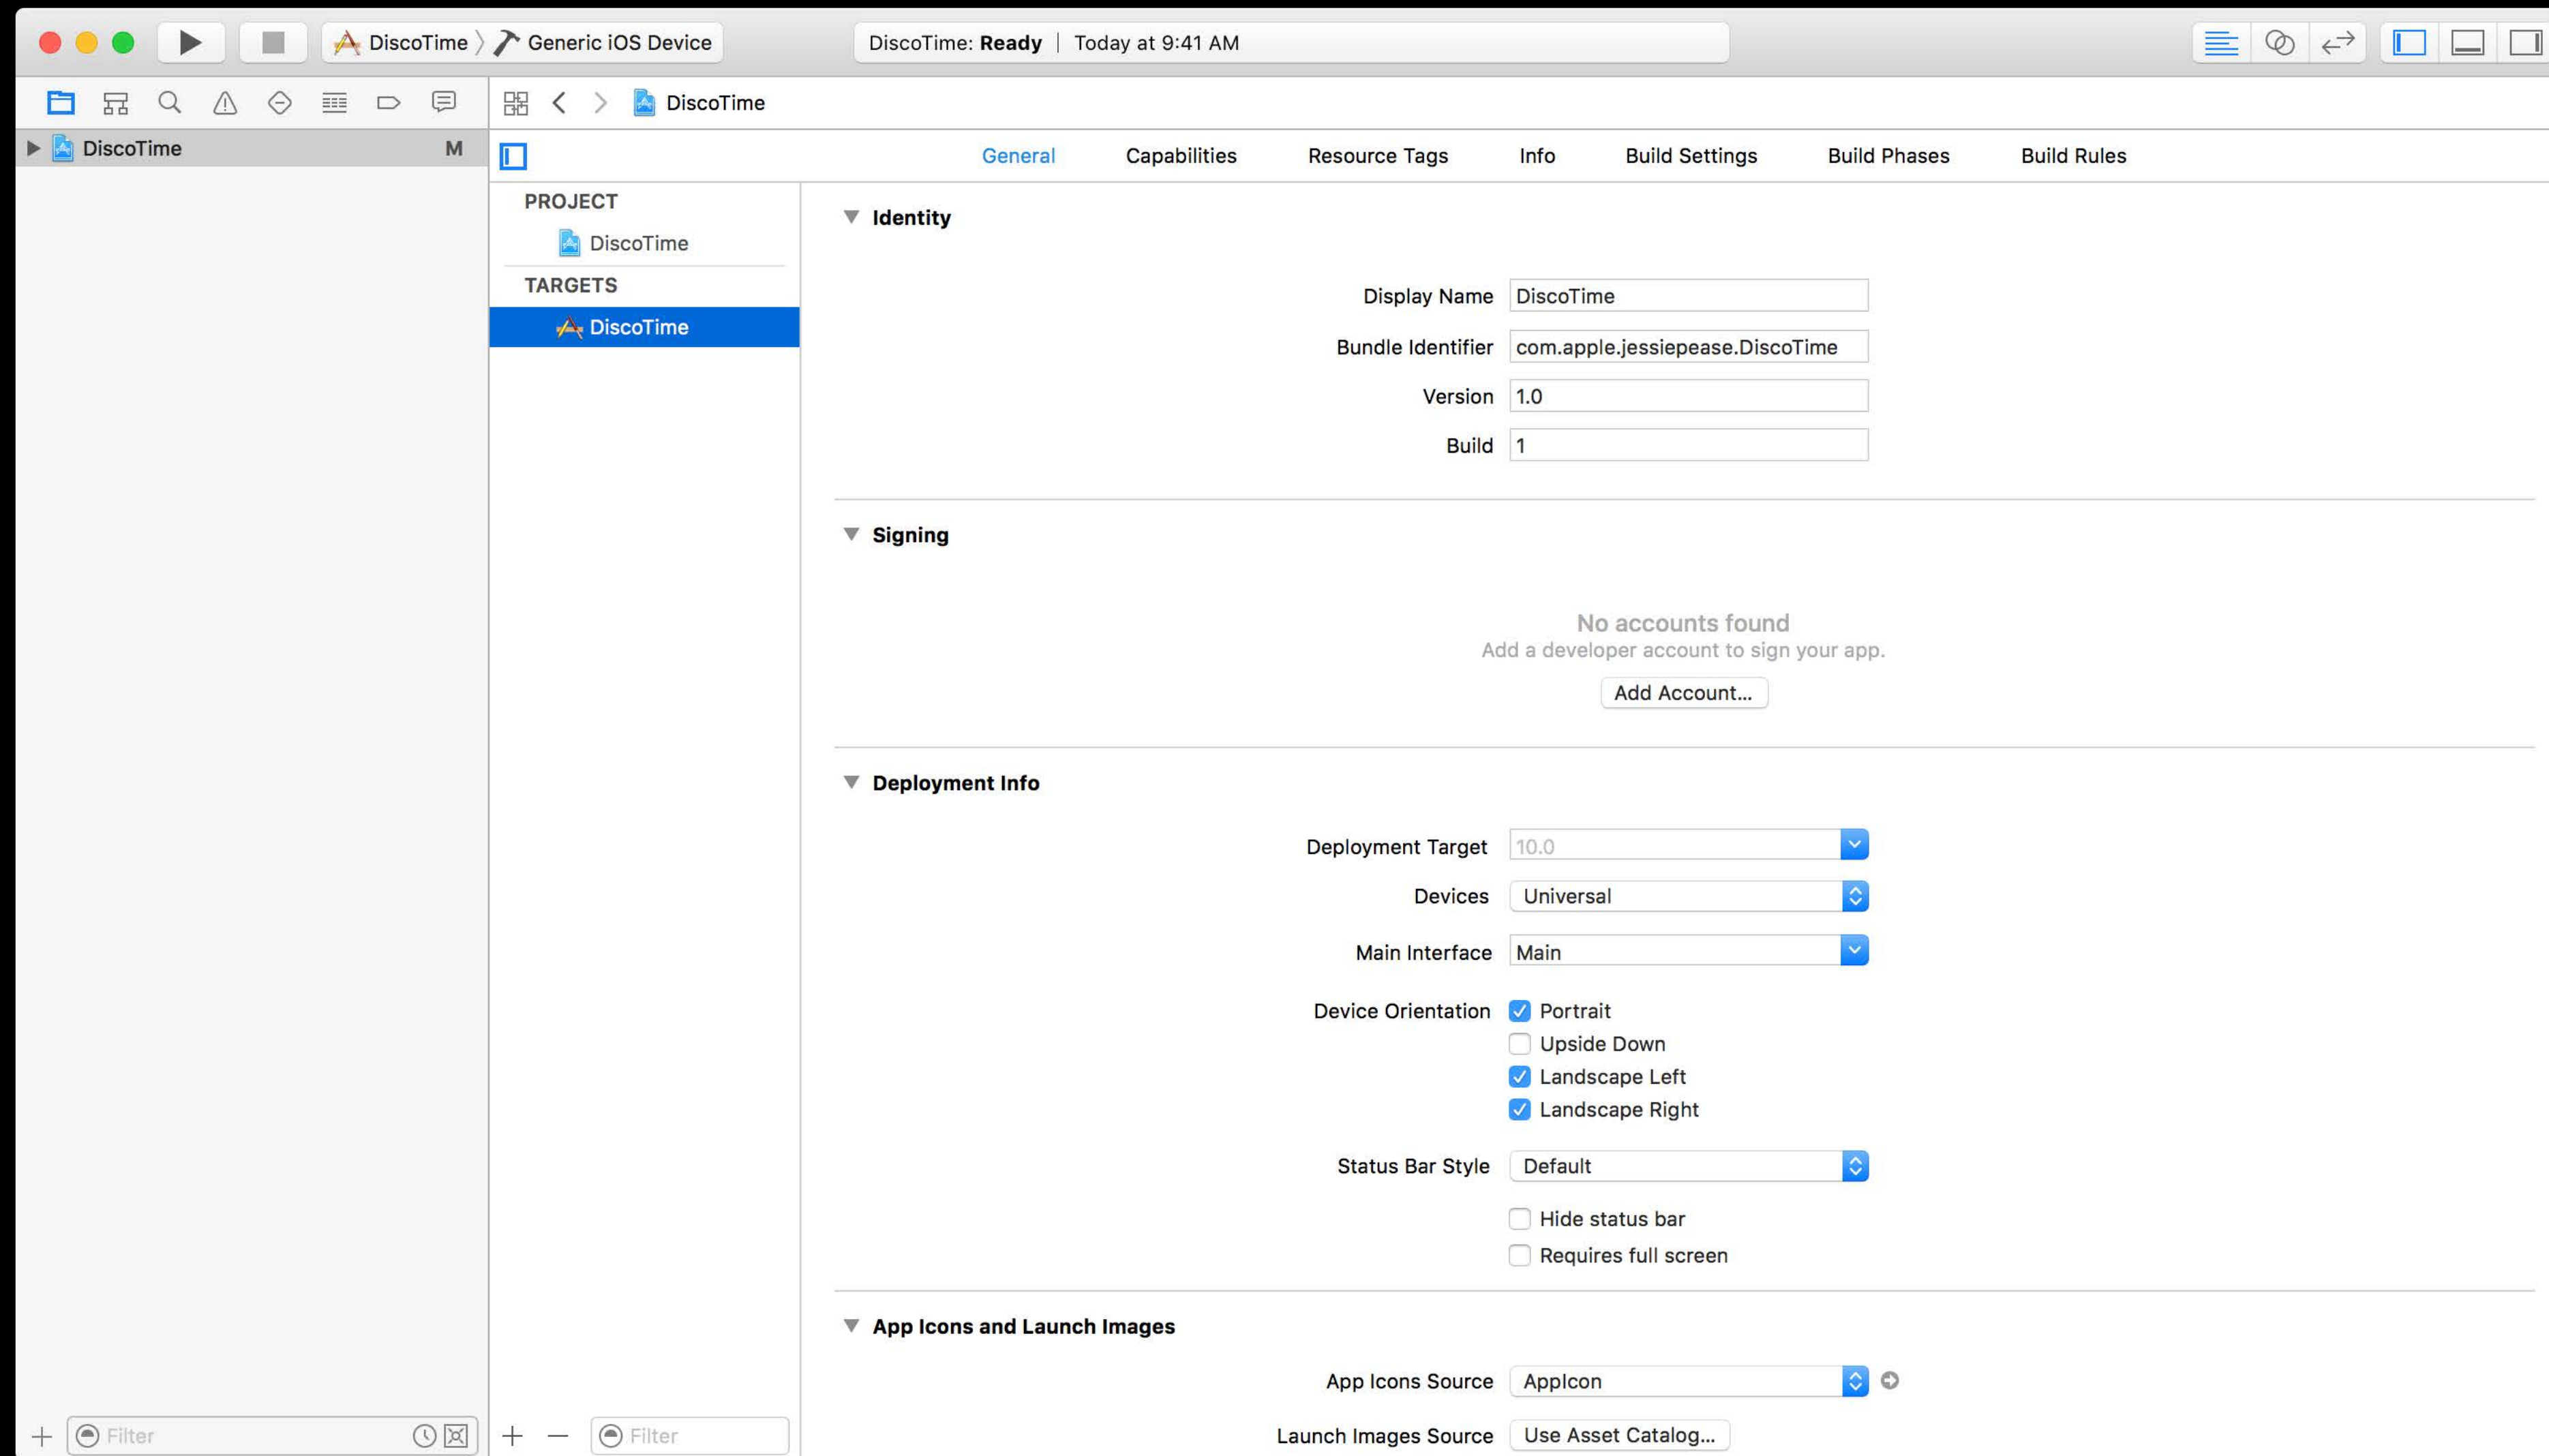 DiscoTime Generic iOS Device DiscoTime: Ready | Today at 9:41 AM
DiscoTime
DiscoTime M
General Capabilities Resource Tags Info Build Settings Build Phases Build Rules
PROJECT
DiscoTime
TARGETS
DiscoTime
Identity
Display Name DiscoTime
Bundle Identifier com.apple.jessiepease.DiscoTime
Version 1.0
Build 1
Signing
No accounts found
Add a developer account to sign your app.
Add Account...
Deployment Info
Deployment Target 10.0
Devices Universal
Main Interface Main
Device Orientation Portrait
Upside Down
Landscape Left
Landscape Right
Status Bar Style Default
Hide status bar
Requires full screen
App Icons and Launch Images
App Icons Source AppIcon
Launch Images Source Use Asset Catalog...
Filter
Filter